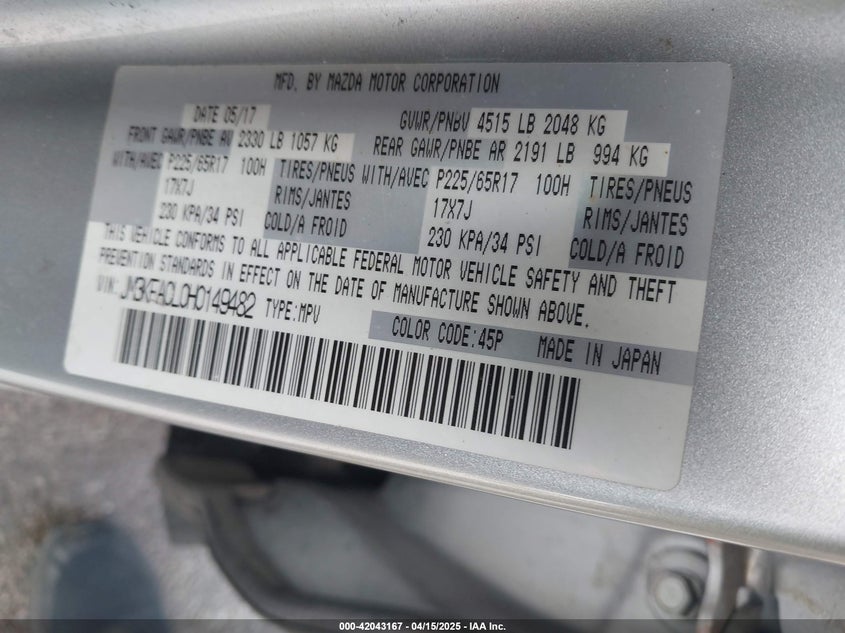 MFD. BY MAZDA MOTOR CORPORATION
DATE 05/17 GVWR/PNBV 4515 LB 2048 KG
FRONT GAWR/PNBE AV 2330 LB 1057 KG REAR GAWR/PNBE AR 2191 LB 994 KG
WITH/AVEC P225/65R17 100H TIRES/PNEUS WITH/AVEC P225/65R17 100H TIRES/PNEUS
17X7J RIMS/JANTES 17X7J RIMS/JANTES
230 KPA/34 PSI COLD/A FROID 230 KPA/34 PSI COLD/A FROID
THIS VEHICLE CONFORMS TO ALL APPLICABLE FEDERAL MOTOR VEHICLE SAFETY AND THEFT
PREVENTION STANDARDS IN EFFECT ON THE DATE OF MANUFACTURE SHOWN ABOVE.
VIN: JM3KFACL0H0149482 TYPE:MPV
COLOR CODE:45P MADE IN JAPAN
000-42043167 - 04/15/2025 - IAA Inc.